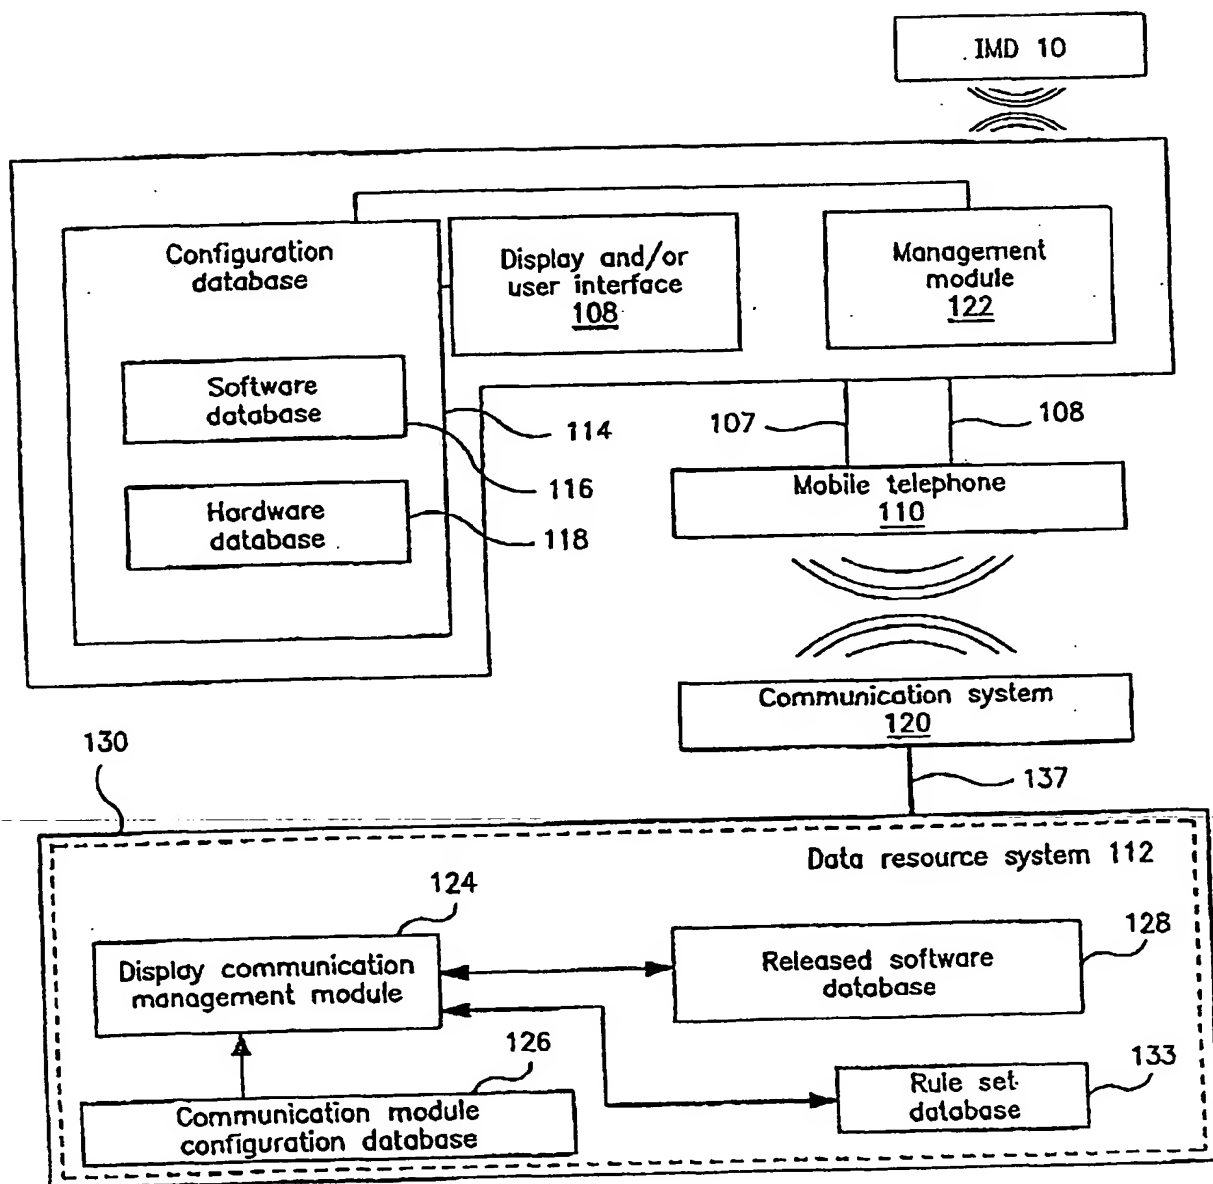 IMD 10
Configuration
database
Display and/or
user interface
108
Management
module
122
Software
database
Hardware
database
114
116
118
107
108
Mobile telephone
110
Communication system
120
137
130
Data resource system 112
124
Display communication
management module
128
Released software
database
126
Communication module
configuration database
133
Rule set
database